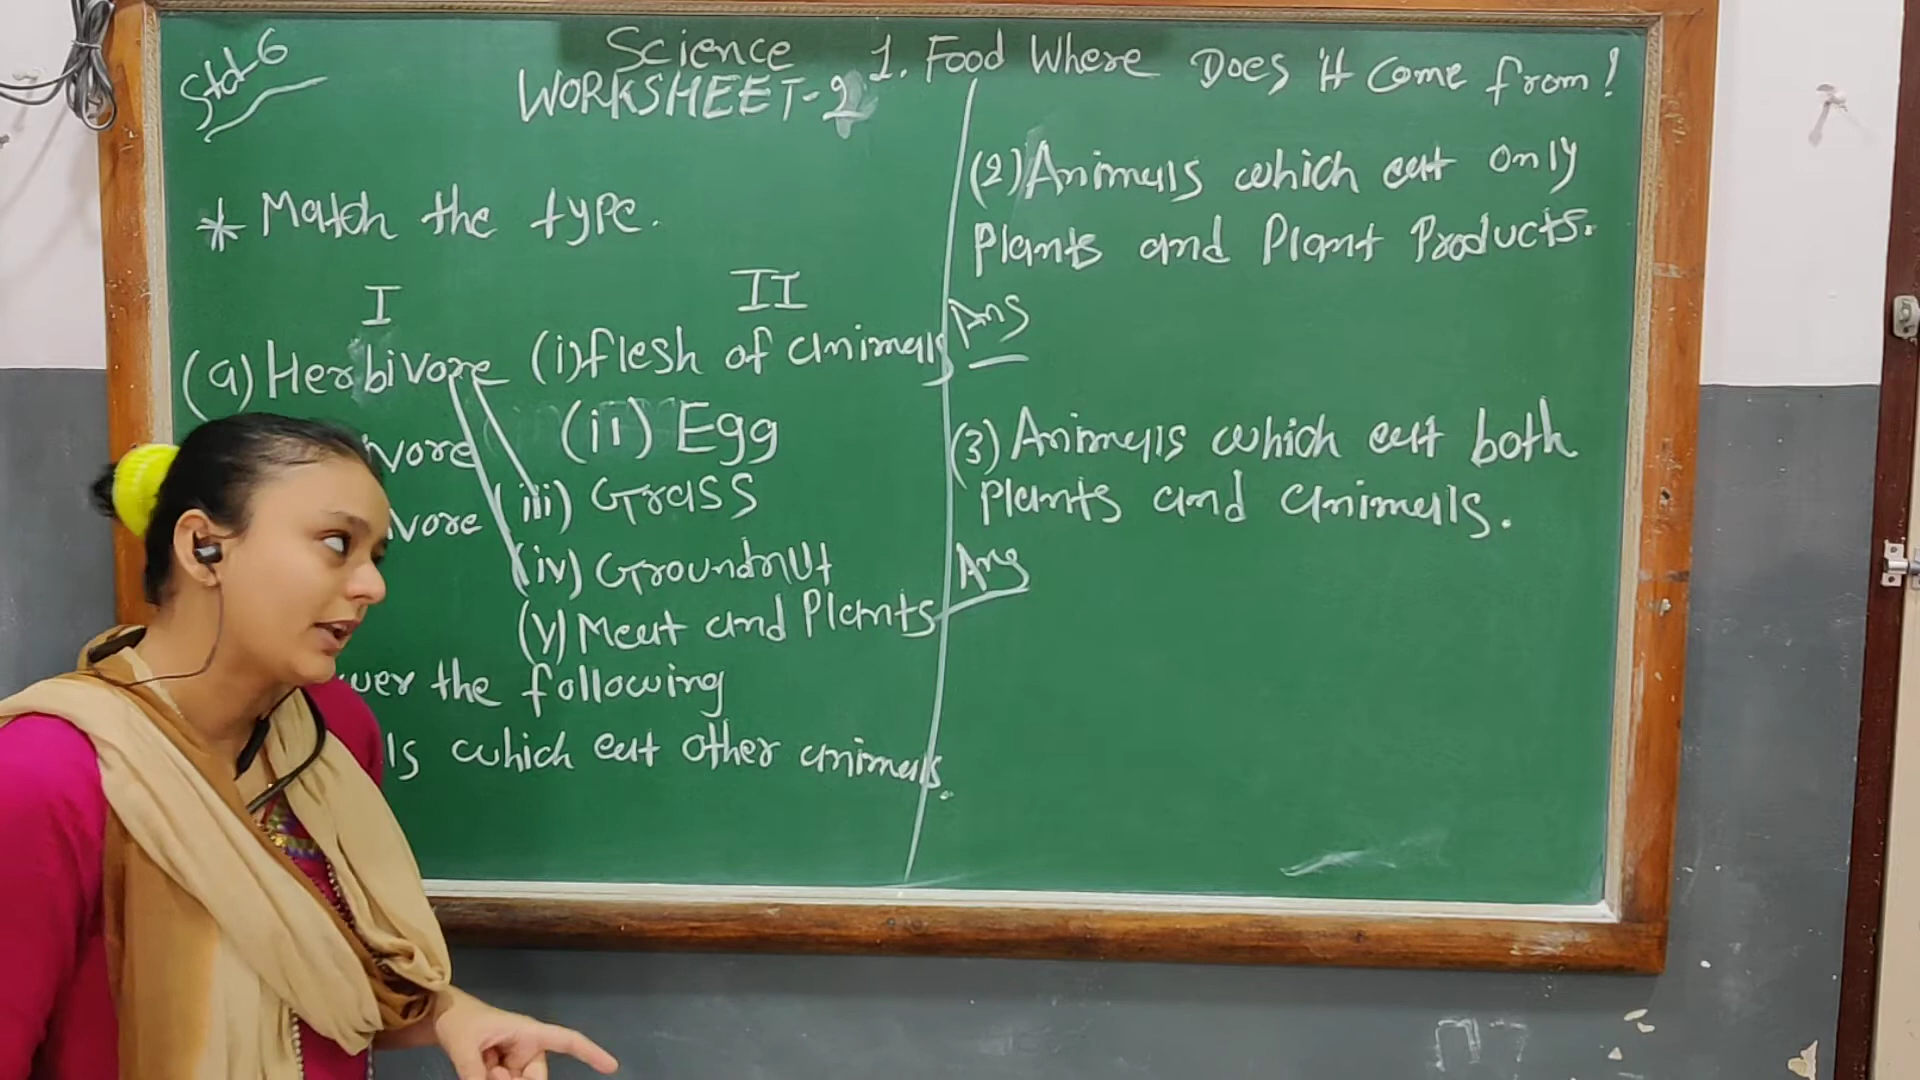 Std-6
Science 1. Food Where Does it Come from?
WORKSHEET-2
* Match the type.
I II
(a) Herbivore (i) flesh of animals
ivore (ii) Egg
ivore (iii) Grass
(iv) Groundnut
(v) Meat and Plants
wer the following
ls which eat other animals.
(2) Animals which eat only
Plants and Plant Products.
Ans
(3) Animals which eat both
Plants and animals.
Ans